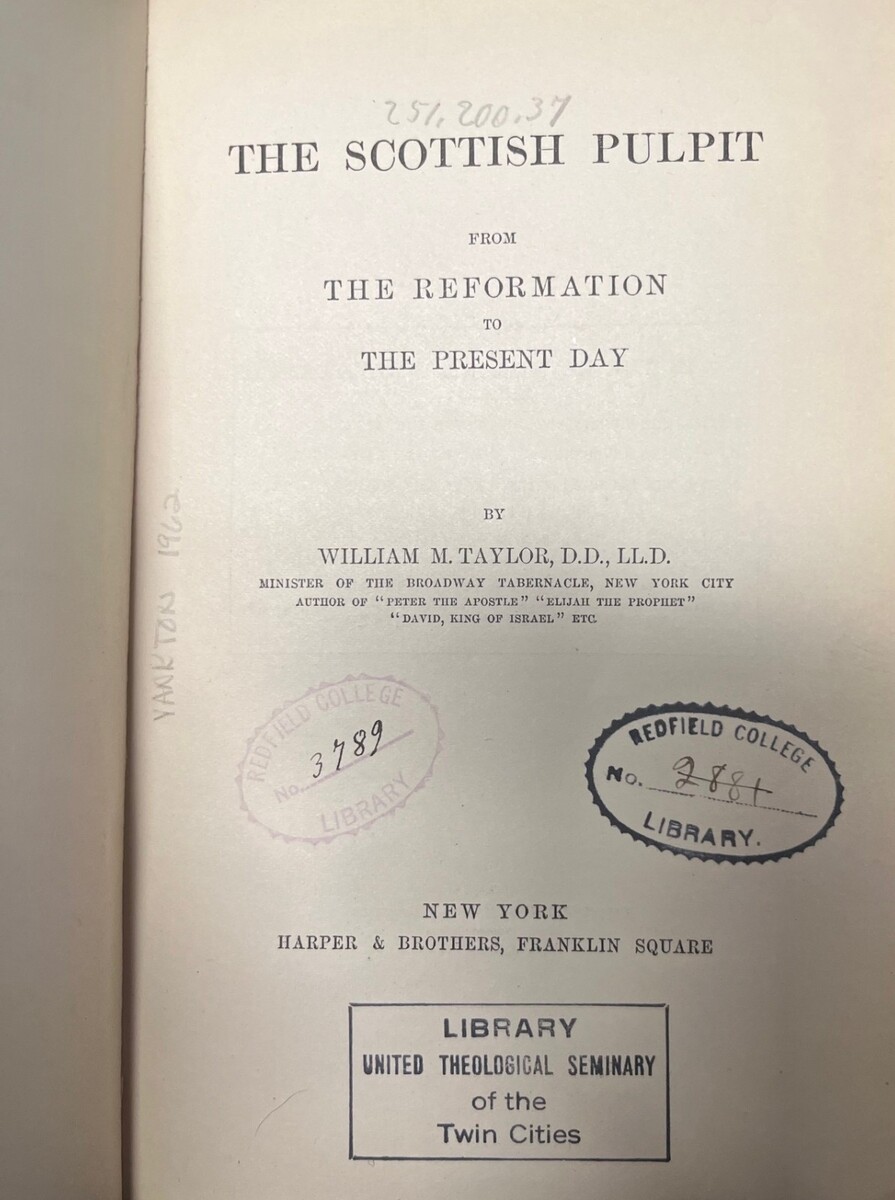 251.200.37
THE SCOTTISH PULPIT
FROM
THE REFORMATION
TO
THE PRESENT DAY
BY
WILLIAM M. TAYLOR, D.D., LL.D.
MINISTER OF THE BROADWAY TABERNACLE, NEW YORK CITY
AUTHOR OF "PETER THE APOSTLE" "ELIJAH THE PROPHET"
"DAVID, KING OF ISRAEL" ETC.
YANKTON 1962
REDFIELD COLLEGE
No. 3789
LIBRARY
REDFIELD COLLEGE
No. 2881
LIBRARY.
NEW YORK
HARPER & BROTHERS, FRANKLIN SQUARE
LIBRARY
UNITED THEOLOGICAL SEMINARY
of the
Twin Cities